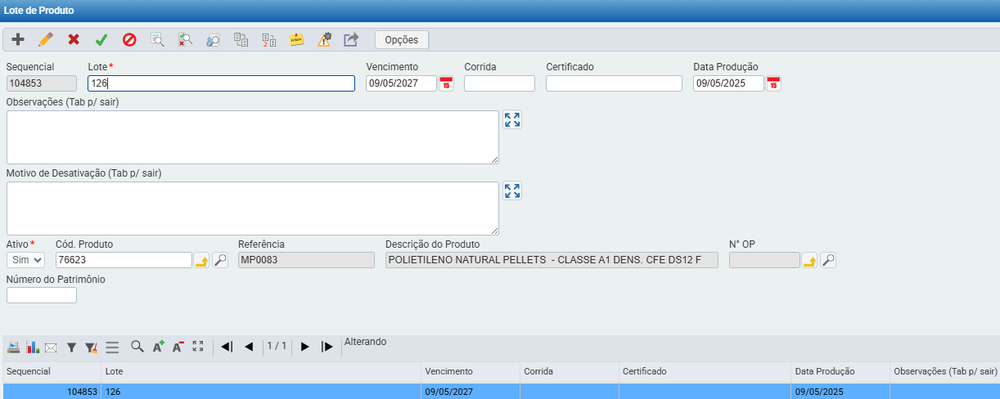 Lote de Produto
Opções
Sequencial Lote * Vencimento Corrida Certificado Data Produção
104853 126 09/05/2027 15 09/05/2025 15
Observações (Tab p/ sair)
Motivo de Desativação (Tab p/ sair)
Ativo * Cód. Produto Referência Descrição do Produto N° OP
Sim 76623 MP0083 POLIETILENO NATURAL PELLETS - CLASSE A1 DENS. CFE DS12 F
Número do Patrimônio
A+ A- 1 / 1 Alterando
Sequencial Lote Vencimento Corrida Certificado Data Produção Observações (Tab p/ sair)
104853 126 09/05/2027 09/05/2025